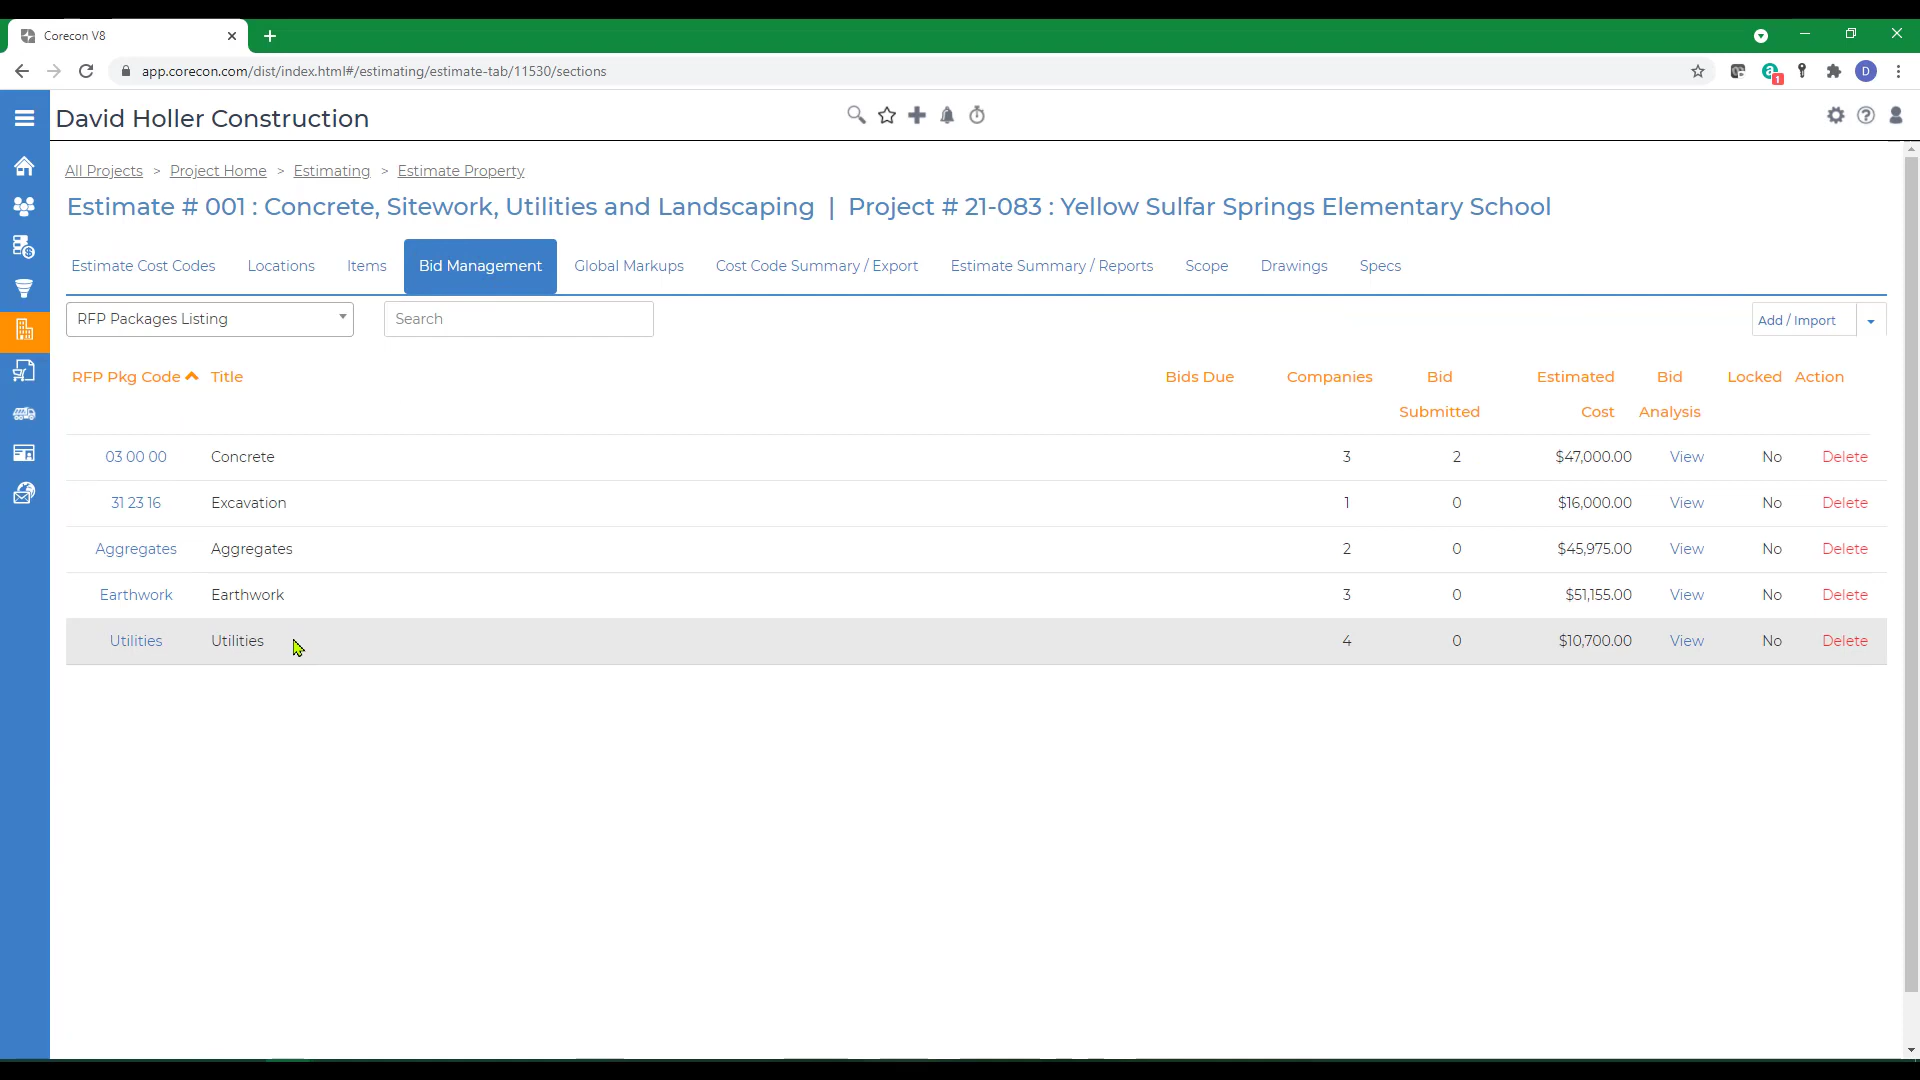 Corecon V8
app.corecon.com/dist/index.html#/estimating/estimate-tab/11530/sections
1
D
David Holler Construction
All Projects > Project Home > Estimating > Estimate Property
Estimate # 001 : Concrete, Sitework, Utilities and Landscaping | Project # 21-083 : Yellow Sulfar Springs Elementary School
Estimate Cost Codes Locations Items Bid Management Global Markups Cost Code Summary / Export Estimate Summary / Reports Scope Drawings Specs
RFP Packages Listing Search Add / Import
RFP Pkg Code Title Bids Due Companies Bid Submitted Estimated Cost Bid Analysis Locked Action
03 00 00 Concrete 3 2 $47,000.00 View No Delete
31 23 16 Excavation 1 0 $16,000.00 View No Delete
Aggregates Aggregates 2 0 $45,975.00 View No Delete
Earthwork Earthwork 3 0 $51,155.00 View No Delete
Utilities Utilities 4 0 $10,700.00 View No Delete